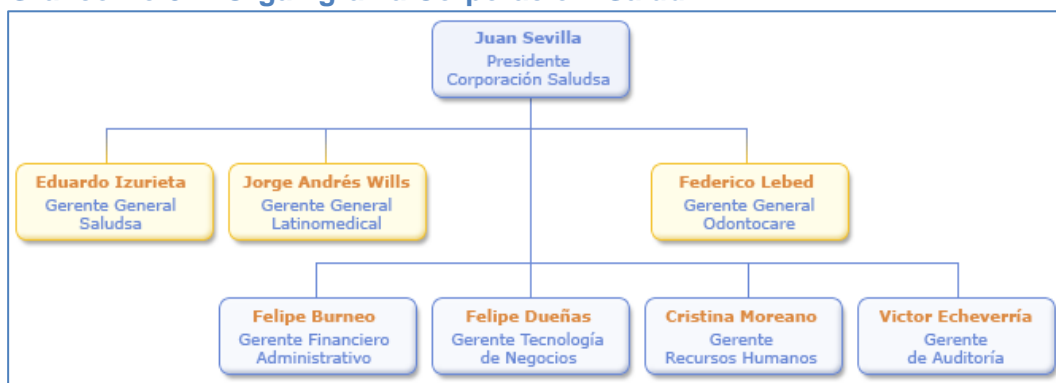 Juan Sevilla
Presidente
Corporación Saludsa
Eduardo Izurieta
Gerente General
Saludsa
Jorge Andrés Wills
Gerente General
Latinomedical
Federico Lebed
Gerente General
Odontocare
Felipe Burneo
Gerente Financiero
Administrativo
Felipe Dueñas
Gerente Tecnología
de Negocios
Cristina Moreano
Gerente
Recursos Humanos
Victor Echeverría
Gerente
de Auditoría